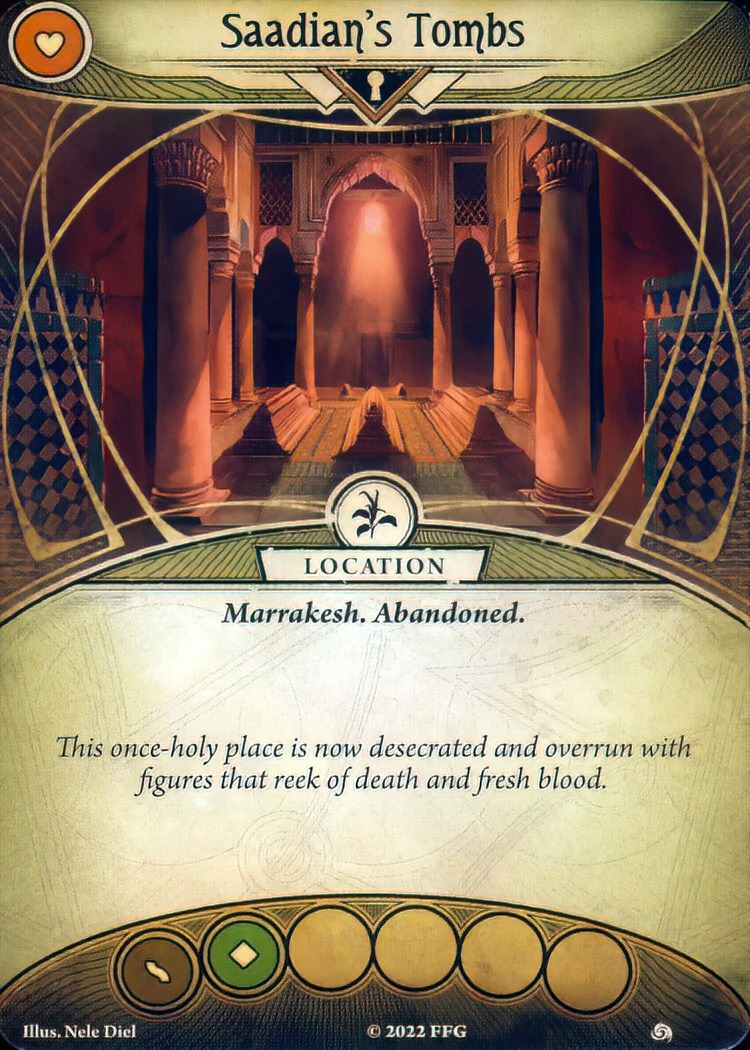 Saadian's Tombs
LOCATION
Marrakesh. Abandoned.
This once-holy place is now desecrated and overrun with
figures that reek of death and fresh blood.
Illus. Nele Diel
© 2022 FFG